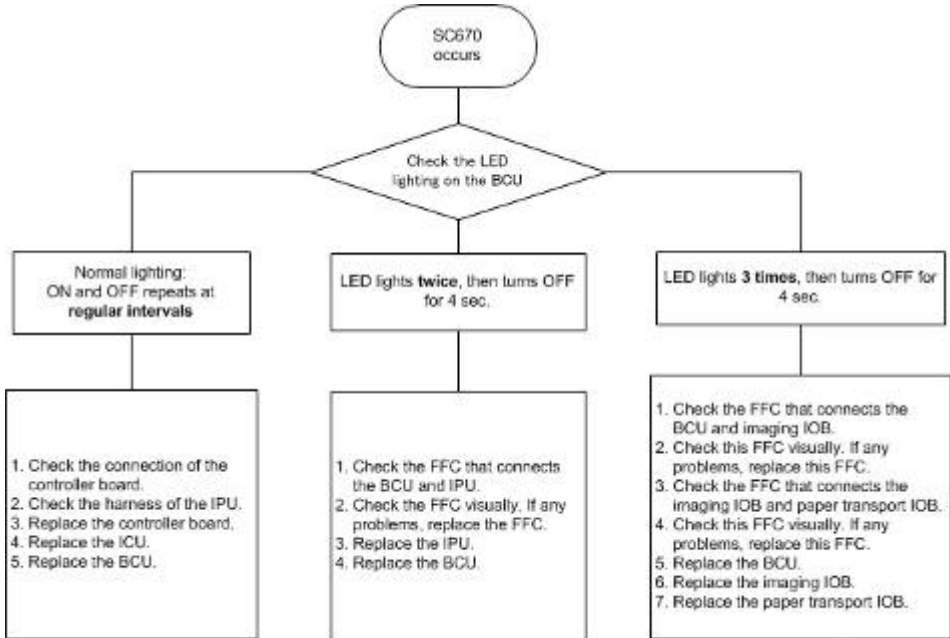 SC670
occurs
Check the LED
lighting on the BCU
Normal lighting:
ON and OFF repeats at
regular intervals
LED lights twice, then turns OFF
for 4 sec.
LED lights 3 times, then turns OFF for
4 sec.
1. Check the connection of the
controller board.
2. Check the harness of the IPU.
3. Replace the controller board.
4. Replace the ICU.
5. Replace the BCU.
1. Check the FFC that connects
the BCU and IPU.
2. Check the FFC visually. If any
problems, replace the FFC.
3. Replace the IPU.
4. Replace the BCU.
1. Check the FFC that connects the
BCU and imaging IOB.
2. Check this FFC visually. If any
problems, replace this FFC.
3. Check the FFC that connects the
imaging IOB and paper transport IOB.
4. Check this FFC visually. If any
problems, replace this FFC.
5. Replace the BCU.
6. Replace the imaging IOB.
7. Replace the paper transport IOB.